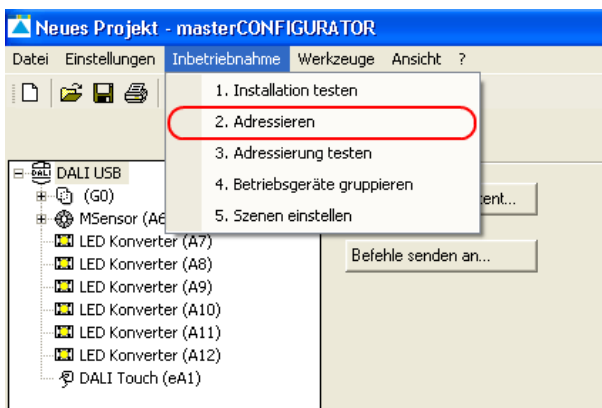 Neues Projekt - masterCONFIGURATOR
Datei Einstellungen Inbetriebnahme Werkzeuge Ansicht ?
1. Installation testen
2. Adressieren
3. Adressierung testen
4. Betriebsgeräte gruppieren
5. Szenen einstellen
DALI USB
(G0)
MSensor (A6
LED Konverter (A7)
LED Konverter (A8)
LED Konverter (A9)
LED Konverter (A10)
LED Konverter (A11)
LED Konverter (A12)
DALI Touch (eA1)
ent...
Befehle senden an...